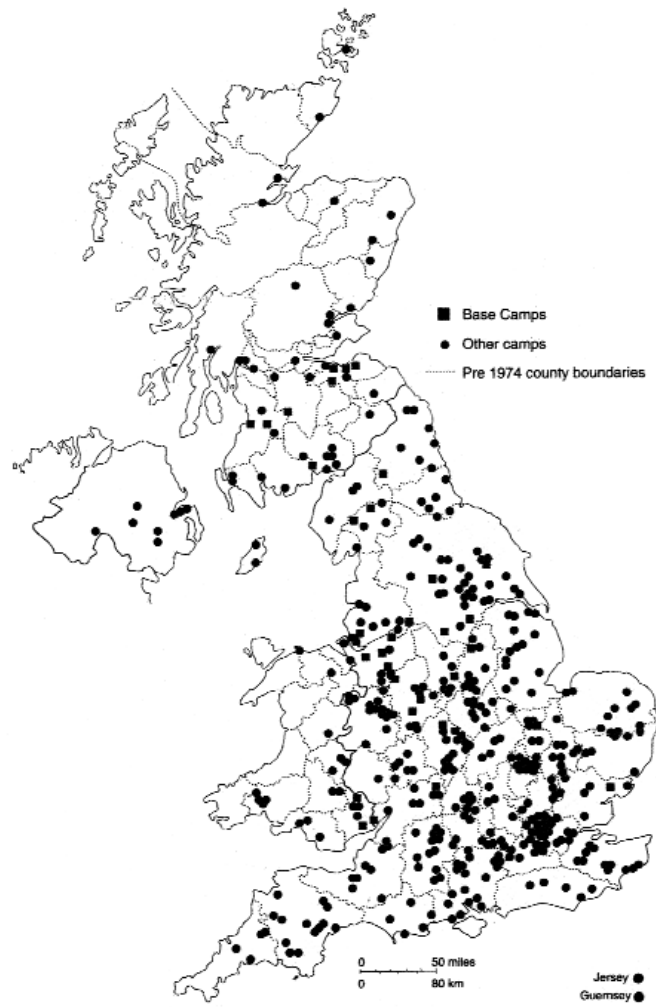 Base Camps
Other camps
Pre 1974 county boundaries
0 50 miles
0 80 km
Jersey
Guernsey